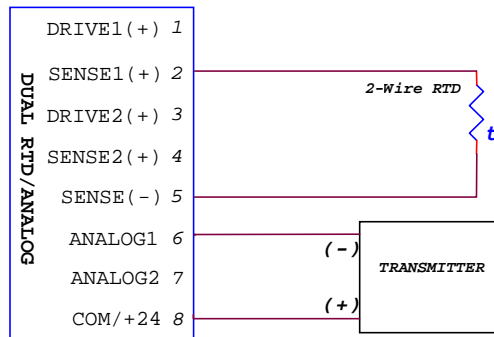 DUAL RTD/ANALOG
DRIVE1(+) 1
SENSE1(+) 2
DRIVE2(+) 3
SENSE2(+) 4
SENSE(-) 5
ANALOG1 6
ANALOG2 7
COM/+24 8
2-Wire RTD
t
(-)
TRANSMITTER
(+)